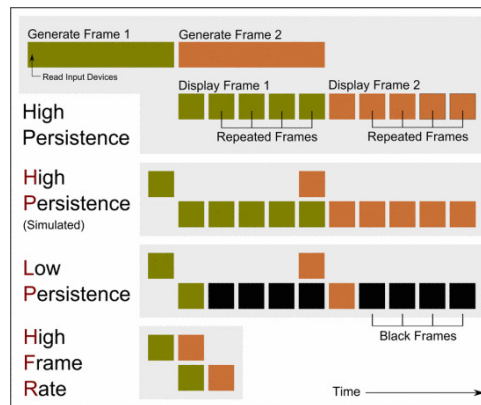 Generate Frame 1
Generate Frame 2
Read Input Devices
Display Frame 1
Display Frame 2
High
Persistence
Repeated Frames
Repeated Frames
High
Persistence
(Simulated)
Low
Persistence
Black Frames
High
Frame
Rate
Time